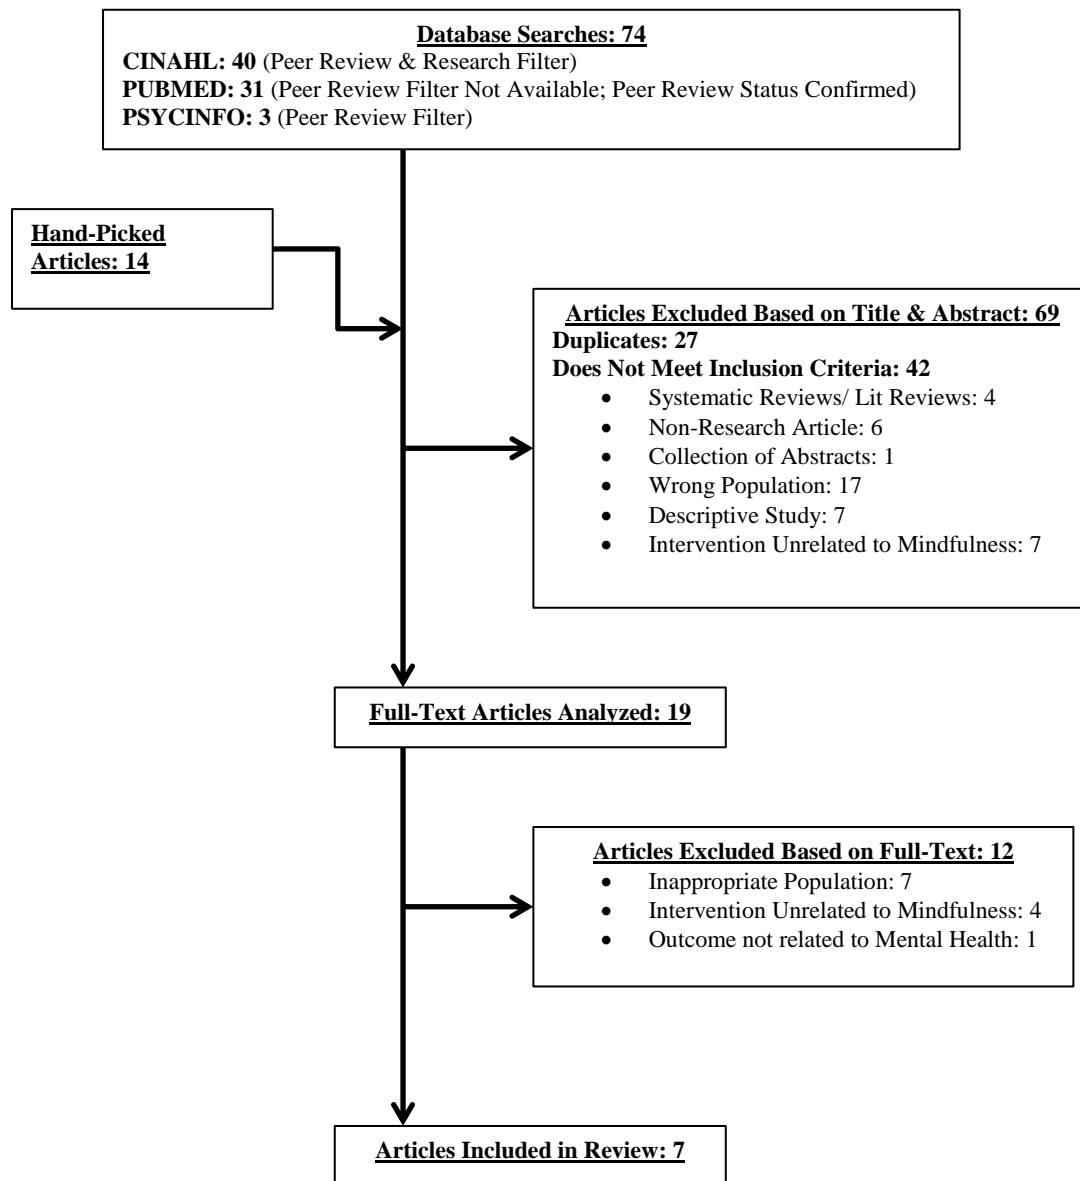 Database Searches: 74
CINAHL: 40 (Peer Review & Research Filter)
PUBMED: 31 (Peer Review Filter Not Available; Peer Review Status Confirmed)
PSYCINFO: 3 (Peer Review Filter)
Hand-Picked
Articles: 14
Articles Excluded Based on Title & Abstract: 69
Duplicates: 27
Does Not Meet Inclusion Criteria: 42
• Systematic Reviews/ Lit Reviews: 4
• Non-Research Article: 6
• Collection of Abstracts: 1
• Wrong Population: 17
• Descriptive Study: 7
• Intervention Unrelated to Mindfulness: 7
Full-Text Articles Analyzed: 19
Articles Excluded Based on Full-Text: 12
• Inappropriate Population: 7
• Intervention Unrelated to Mindfulness: 4
• Outcome not related to Mental Health: 1
Articles Included in Review: 7